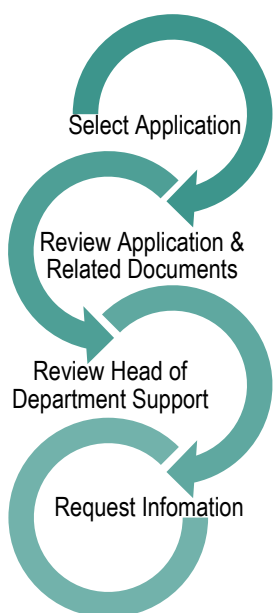 Select Application
Review Application &
Related Documents
Review Head of
Department Support
Request Infomation